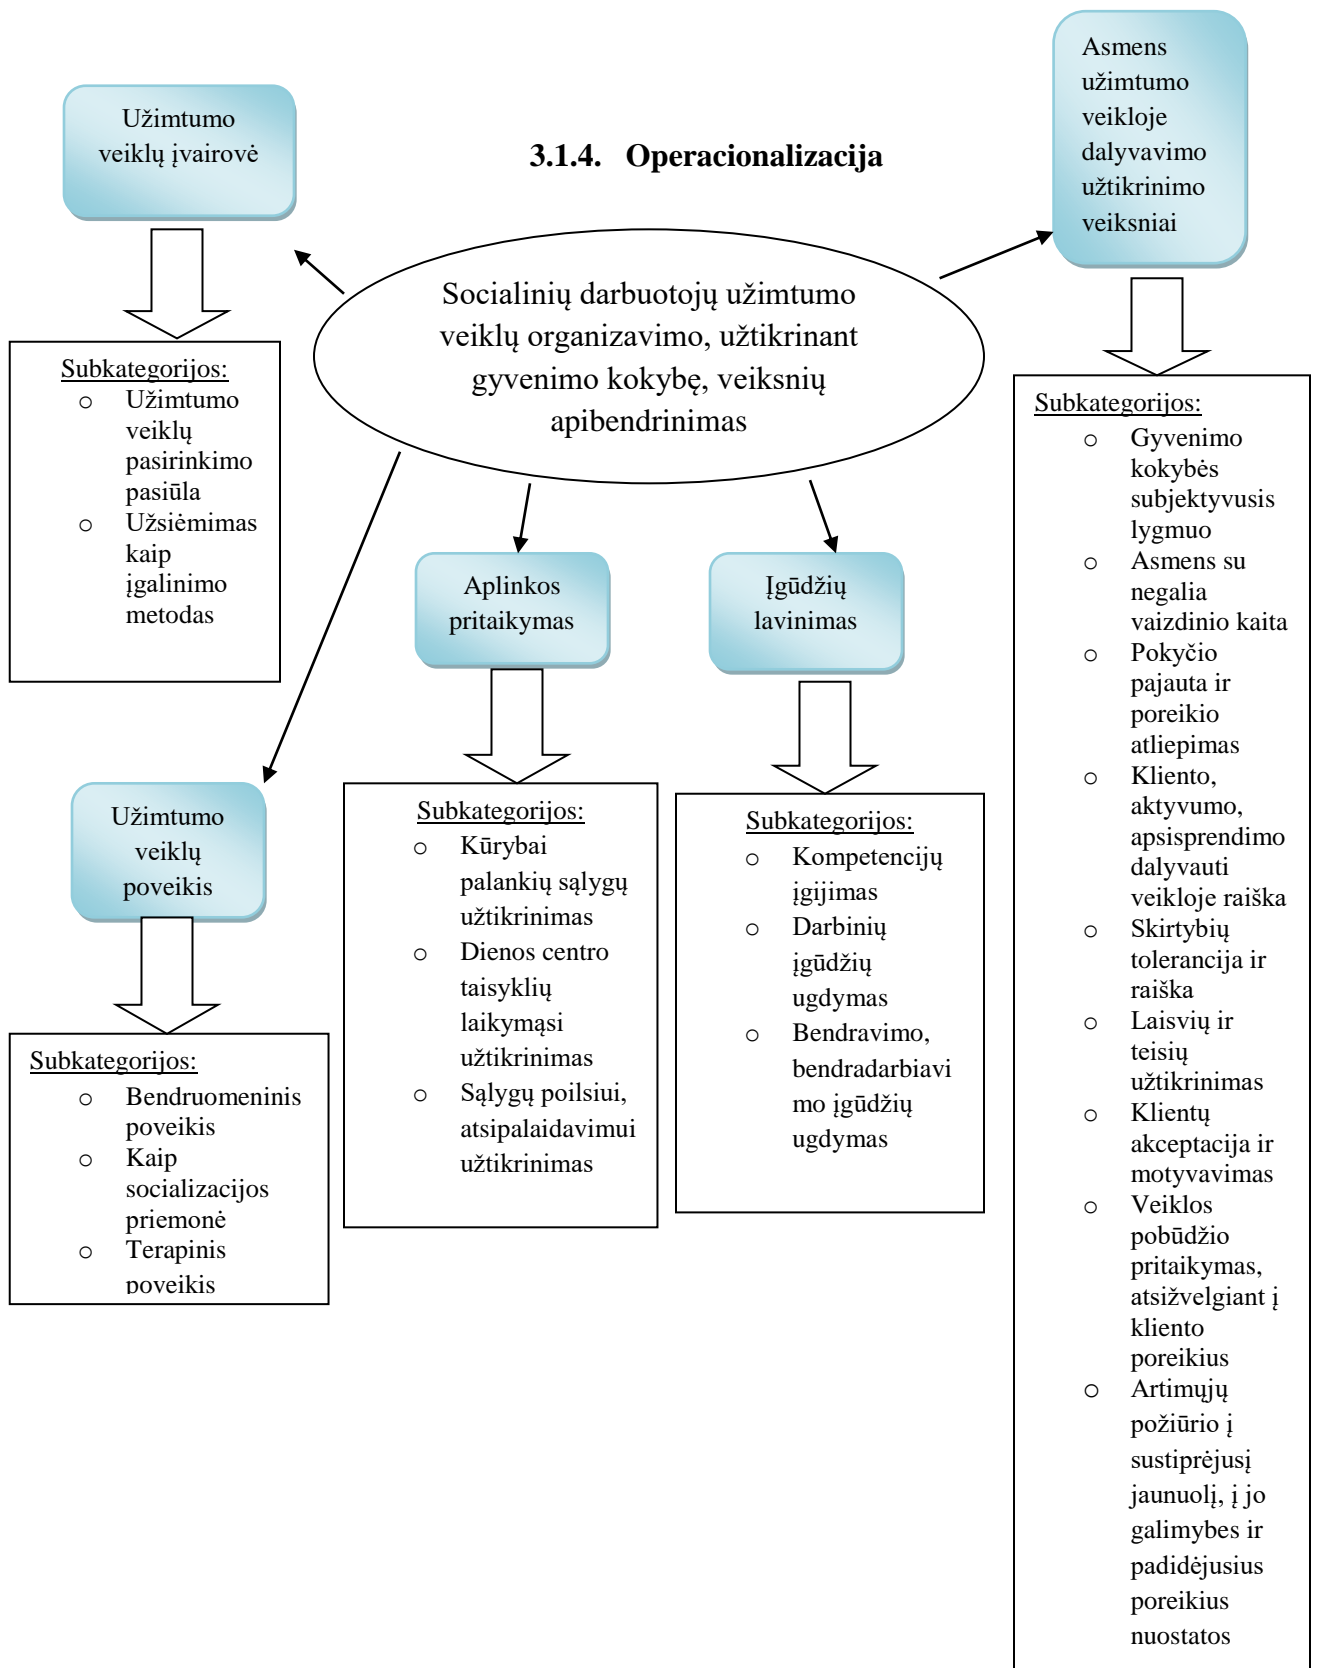 3.1.4. Operacionalizacija
Užimtumo
veiklų įvairovė
Asmens
užimtumo
veikloje
dalyvavimo
užtikrinimo
veiksniai
Socialinių darbuotojų užimtumo
veiklų organizavimo, užtikrinant
gyvenimo kokybę, veiksnių
apibendrinimas
Subkategorijos:
o Užimtumo
veiklų
pasirinkimo
pasiūla
o Užsiėmimas
kaip
įgalinimo
metodas
Aplinkos
pritaikymas
Įgūdžių
lavinimas
Užimtumo
veiklų
poveikis
Subkategorijos:
o Bendruomeninis
poveikis
o Kaip
socializacijos
priemonė
o Terapinis
poveikis
Subkategorijos:
o Kūrybai
palankių sąlygų
užtikrinimas
o Dienos centro
taisyklių
laikymąsi
užtikrinimas
o Sąlygų poilsiui,
atsipalaidavimui
užtikrinimas
Subkategorijos:
o Kompetencijų
įgijimas
o Darbinių
įgūdžių
ugdymas
o Bendravimo,
bendradarbiavi
mo įgūdžių
ugdymas
Subkategorijos:
o Gyvenimo
kokybės
subjektyvusis
lygmuo
o Asmens su
negalia
vaizdinio kaita
o Pokyčio
pajauta ir
poreikio
atliepimas
o Kliento,
aktyvumo,
apsisprendimo
dalyvauti
veikloje raiška
o Skirtybių
tolerancija ir
raiška
o Laisvių ir
teisių
užtikrinimas
o Klientų
akceptacija ir
motyvavimas
o Veiklos
pobūdžio
pritaikymas,
atsižvelgiant į
kliento
poreikius
o Artimųjų
požiūrio į
sustiprėjusį
jaunuolį, į jo
galimybes ir
padidėjusius
poreikius
nuostatos